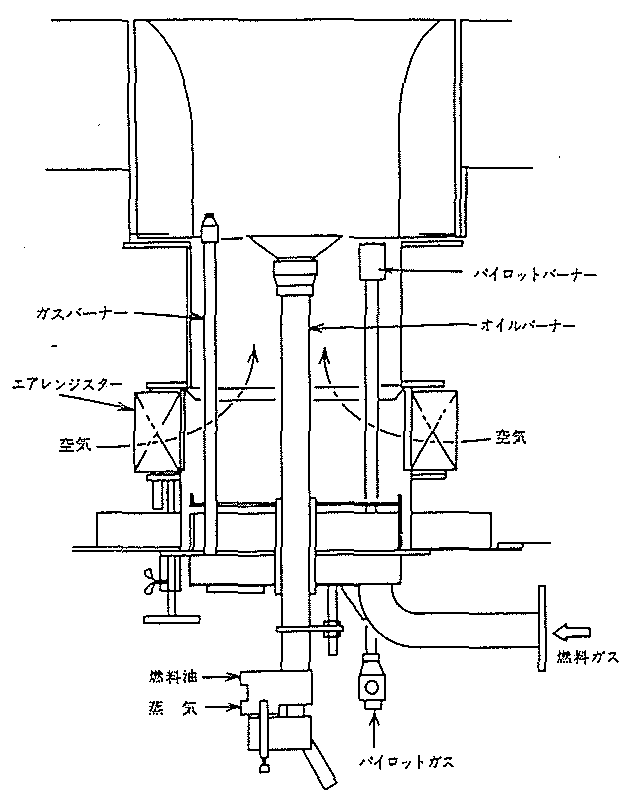 パイロットバーナー
ガスバーナー
オイルバーナー
エアレジスター
空気
空気
燃料ガス
燃料油
蒸 気
パイロットガス